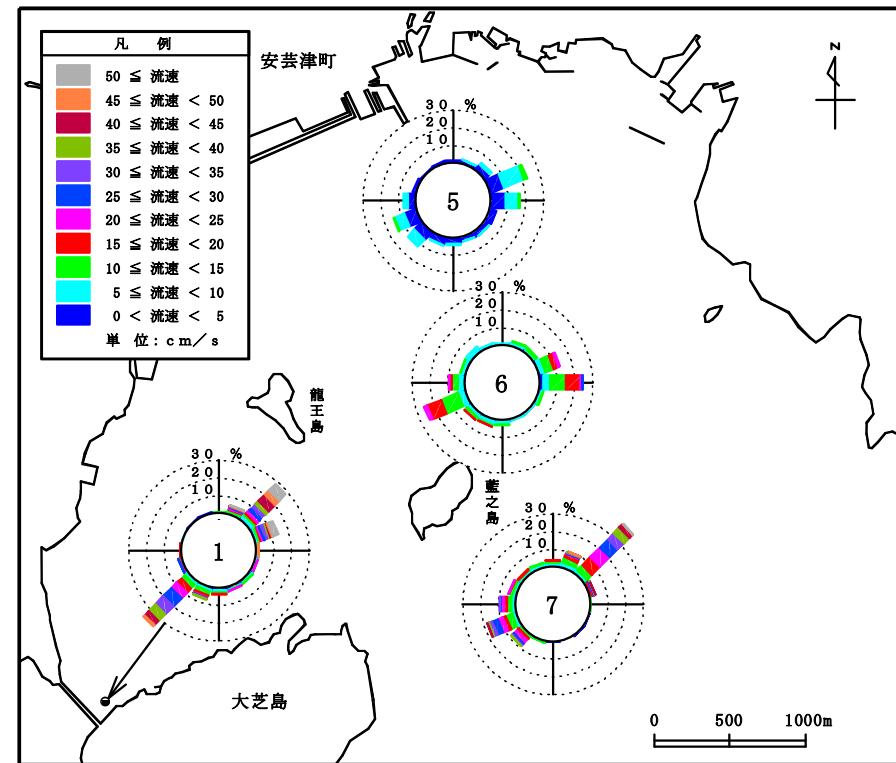 凡 例
50 ≦ 流速
45 ≦ 流速 < 50
40 ≦ 流速 < 45
35 ≦ 流速 < 40
30 ≦ 流速 < 35
25 ≦ 流速 < 30
20 ≦ 流速 < 25
15 ≦ 流速 < 20
10 ≦ 流速 < 15
5 ≦ 流速 < 10
0 < 流速 < 5
単 位：ｃｍ／ｓ
安芸津町
N
30 %
20
10
5
30 %
20
10
6
龍王島
藍之島
30 %
20
10
1
30 %
20
10
7
大芝島
0 500 1000m